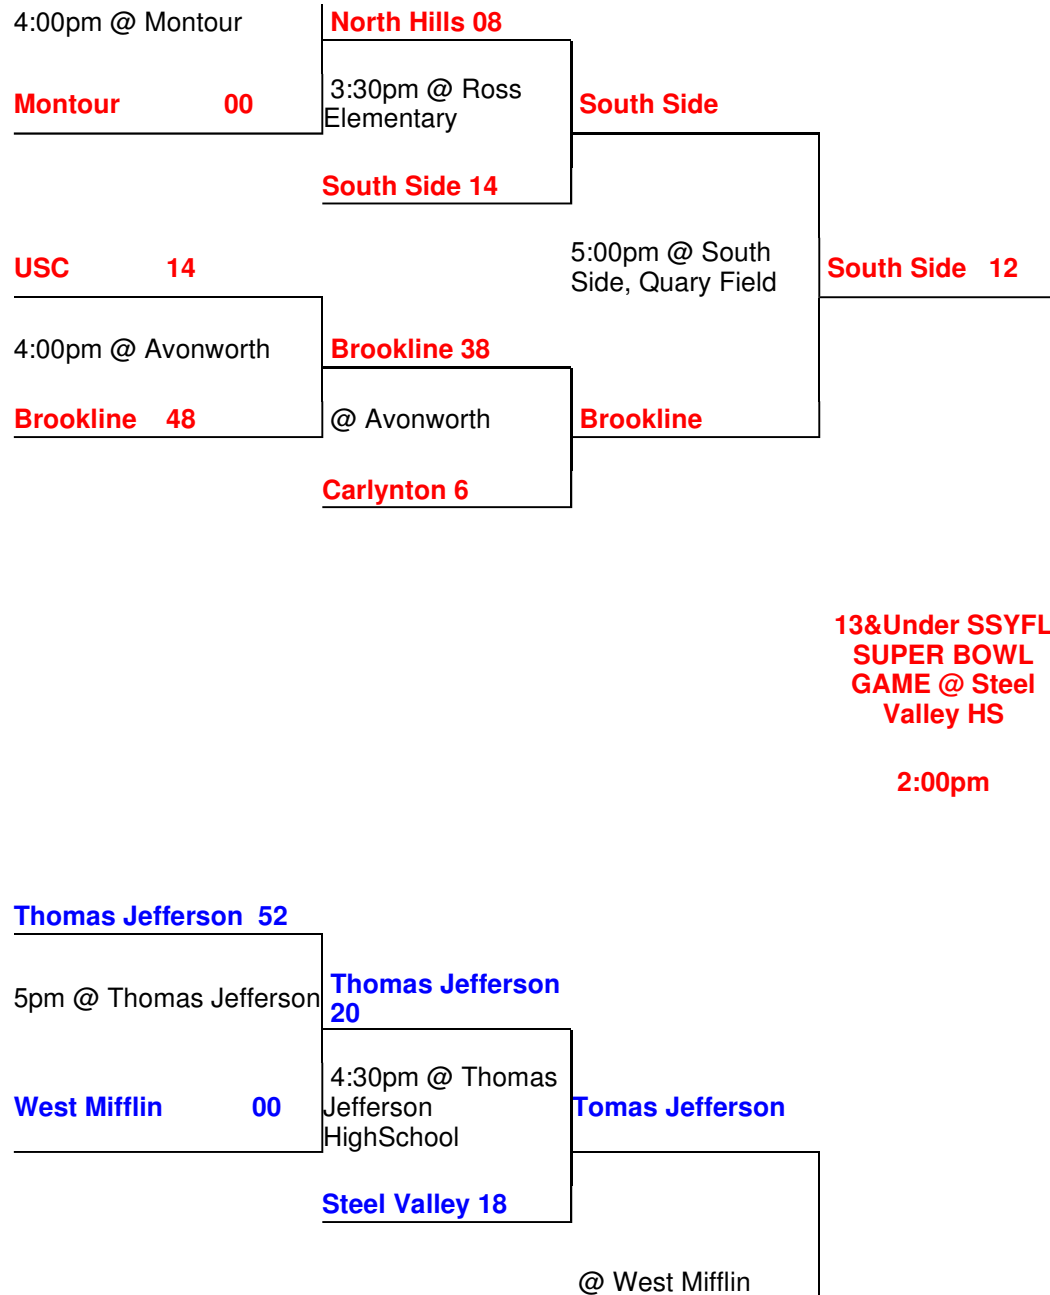 4:00pm @ Montour
North Hills 08
Montour 00
3:30pm @ Ross
Elementary
South Side
South Side 14
USC 14
5:00pm @ South
Side, Quary Field
South Side 12
4:00pm @ Avonworth
Brookline 38
Brookline 48
@ Avonworth
Brookline
Carlynton 6
13&Under SSYFL
SUPER BOWL
GAME @ Steel
Valley HS
2:00pm
Thomas Jefferson 52
5pm @ Thomas Jefferson
Thomas Jefferson
20
West Mifflin 00
4:30pm @ Thomas
Jefferson
HighSchool
Tomas Jefferson
Steel Valley 18
@ West Mifflin